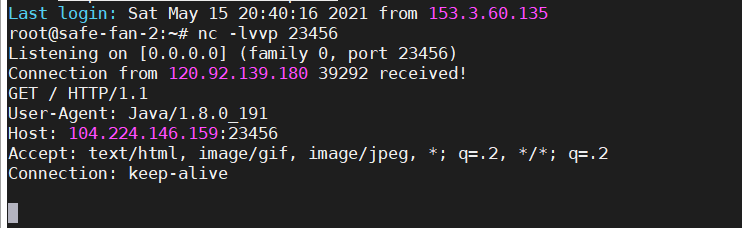 Last login: Sat May 15 20:40:16 2021 from 153.3.60.135
root@safe-fan-2:~# nc -lvvp 23456
Listening on [0.0.0.0] (family 0, port 23456)
Connection from 120.92.139.180 39292 received!
GET / HTTP/1.1
User-Agent: Java/1.8.0_191
Host: 104.224.146.159:23456
Accept: text/html, image/gif, image/jpeg, *; q=.2, */*; q=.2
Connection: keep-alive